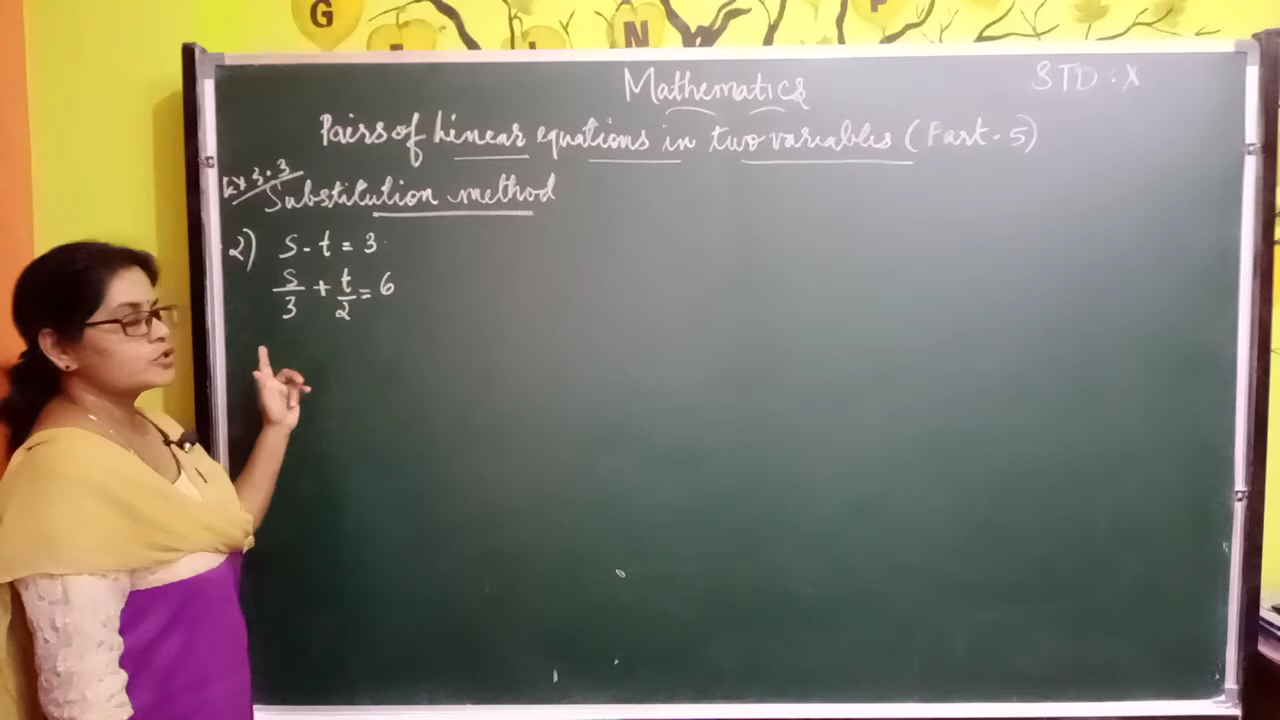 G
N
Mathematics
STD : X
Pairs of Linear equations in two variables (Part-5)
Ex 3.3
Substitution method
2) S - t = 3
S/3 + t/2 = 6